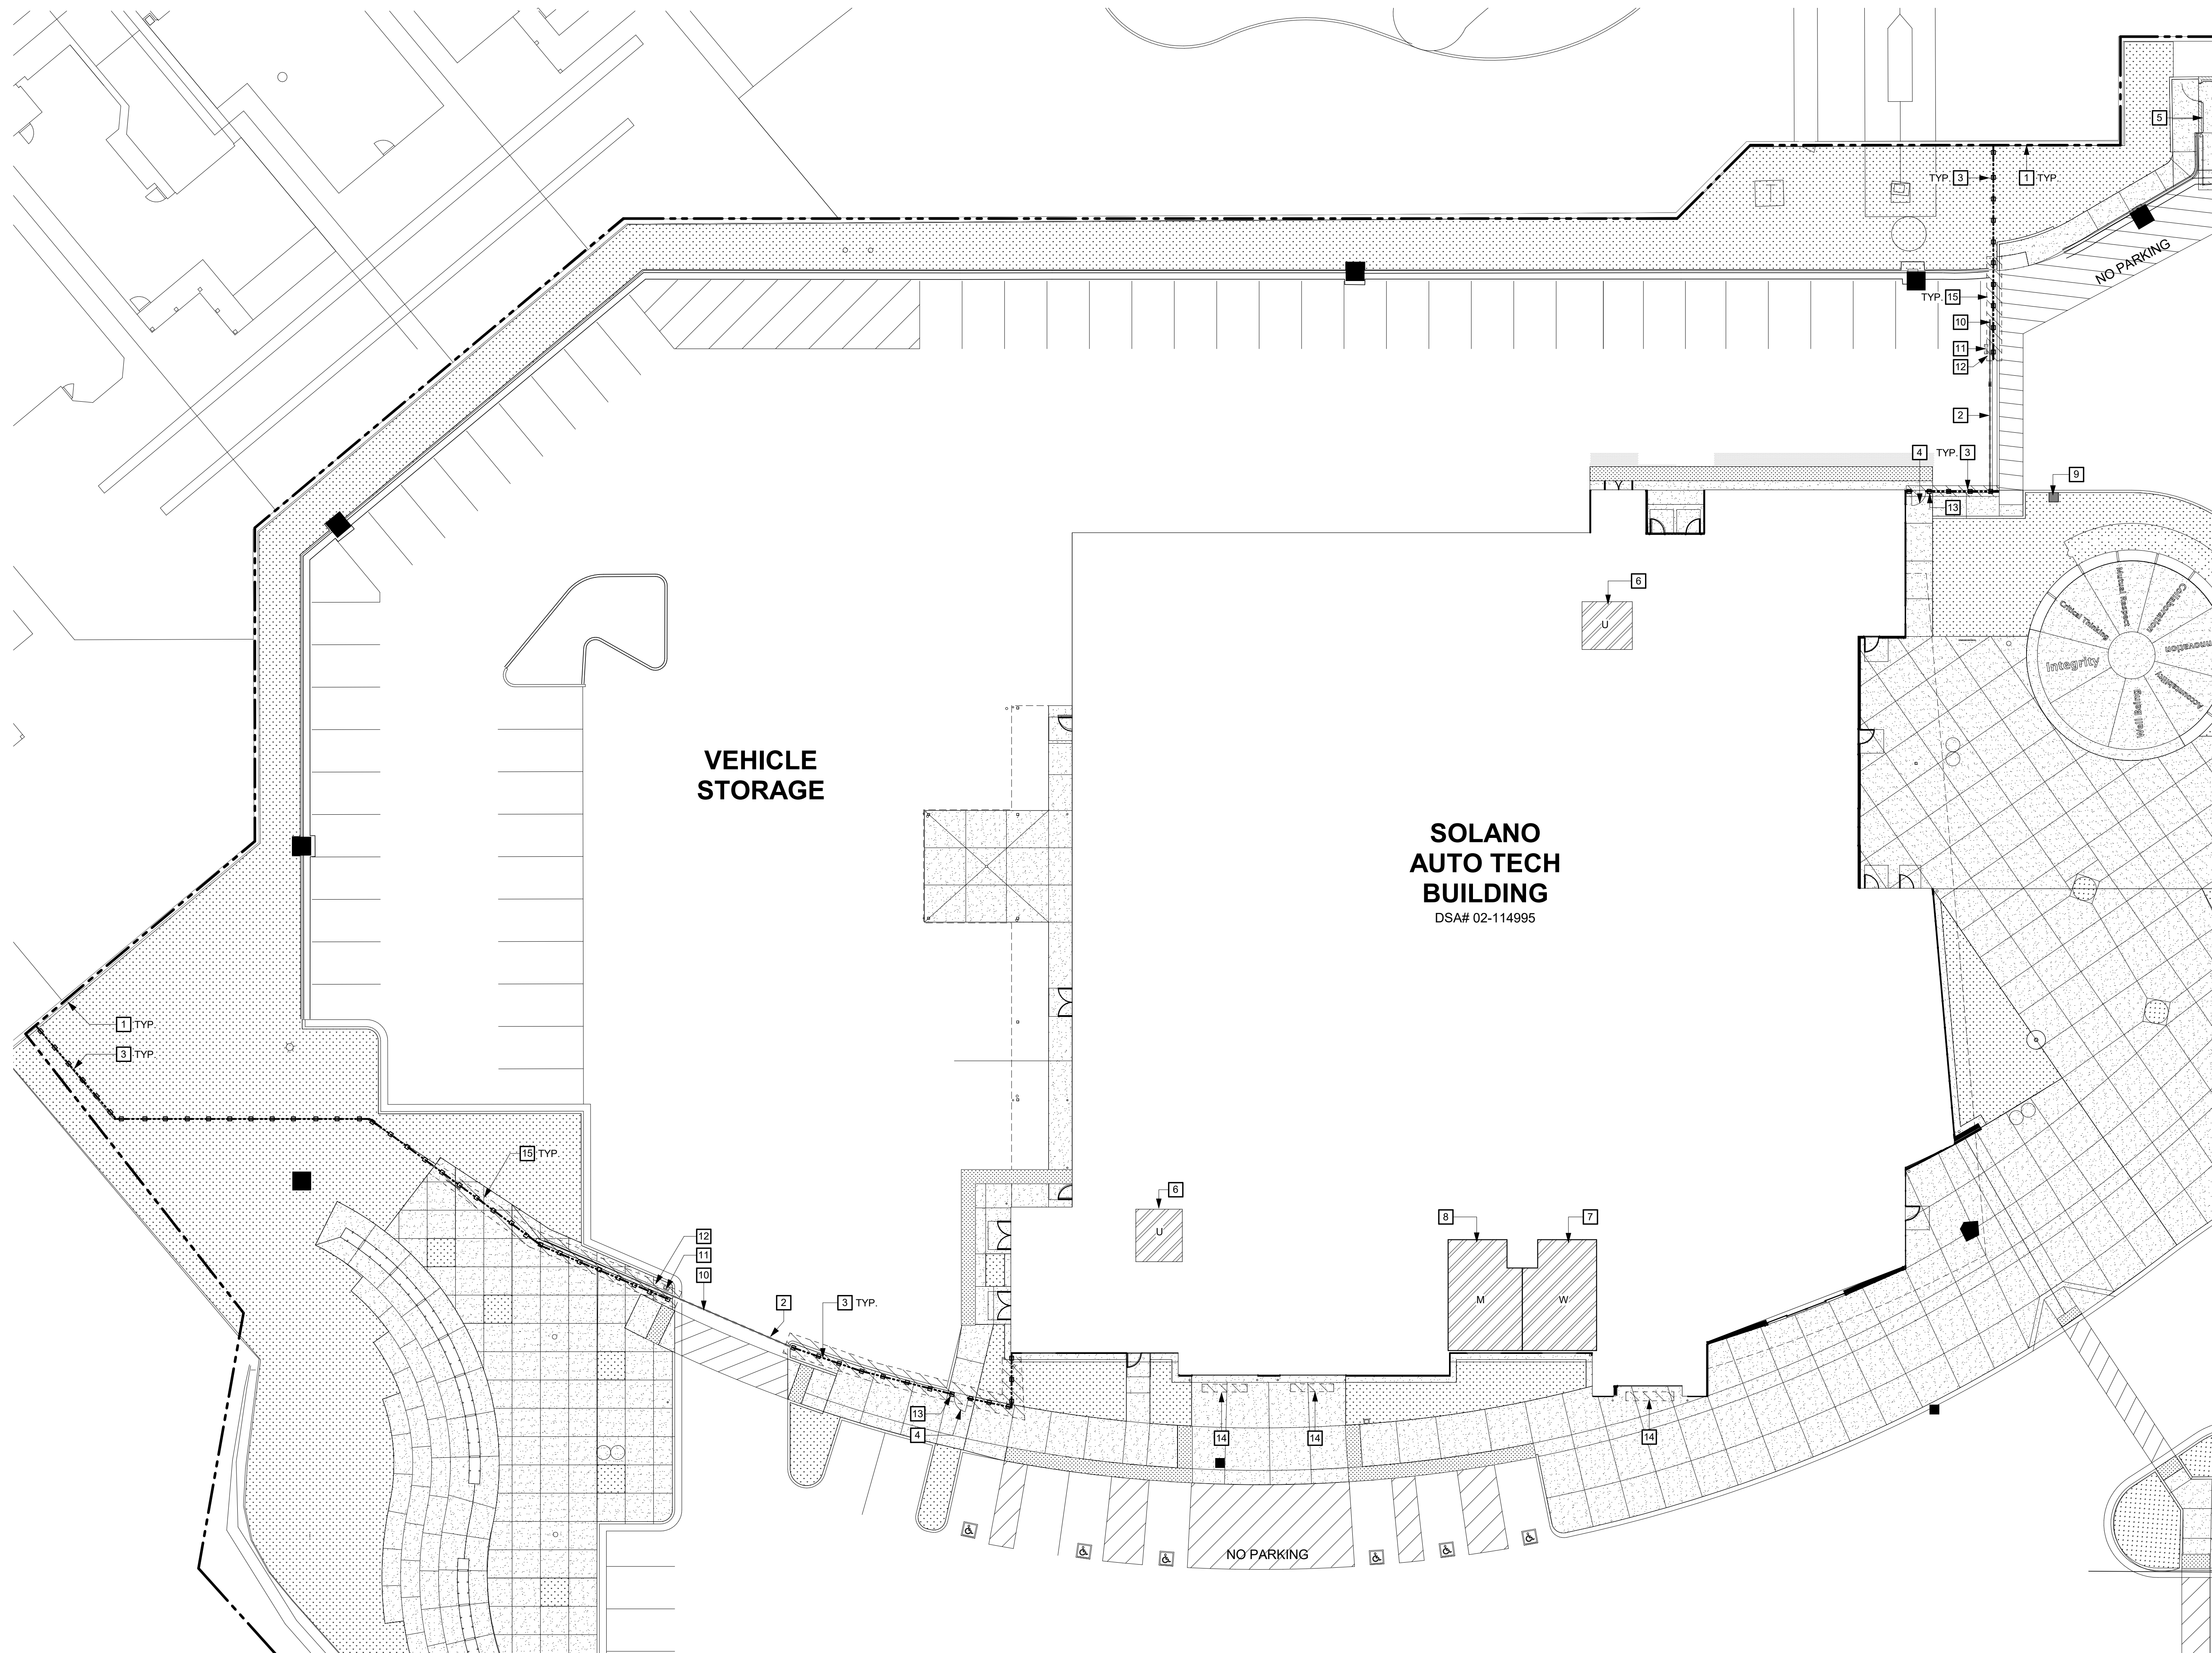 5
TYP. 3
1 TYP.
NO PARKING
TYP. 15
10
11
12
2
4
TYP. 3
9
13
6
U
Mutual Respect
Collaboration
Critical Thinking
Innovation
Integrity
Accountability
Well Being
VEHICLE
STORAGE
SOLANO
AUTO TECH
BUILDING
DSA# 02-114995
1 TYP.
3 TYP.
15 TYP.
6
U
12
11
10
2
3 TYP.
8
7
M
W
13
4
14
14
14
NO PARKING